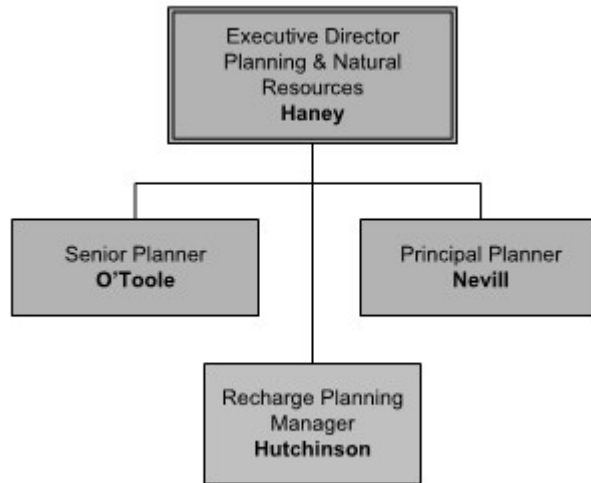 Executive Director
Planning & Natural
Resources
Haney
Senior Planner
O'Toole
Principal Planner
Nevill
Recharge Planning
Manager
Hutchinson